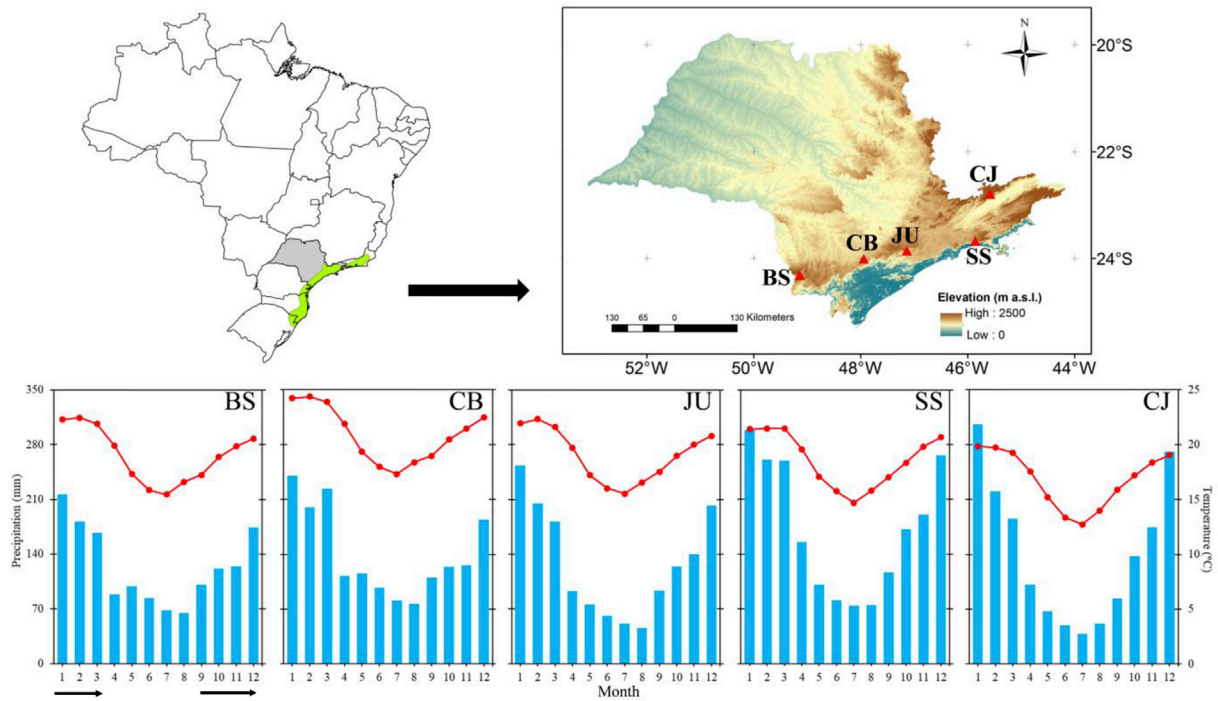 N
20°S
22°S
24°S
CJ
JU
CB
SS
BS
Elevation (m a.s.l.)
High : 2500
Low : 0
130 65 0 130 Kilometers
52°W 50°W 48°W 46°W 44°W
BS
CB
JU
SS
CJ
350
280
210
140
70
0
Precipitation (mm)
25
20
15
10
5
0
Temperature (°C)
1 2 3 4 5 6 7 8 9 10 11 12
1 2 3 4 5 6 7 8 9 10 11 12
1 2 3 4 5 6 7 8 9 10 11 12
1 2 3 4 5 6 7 8 9 10 11 12
1 2 3 4 5 6 7 8 9 10 11 12
Month